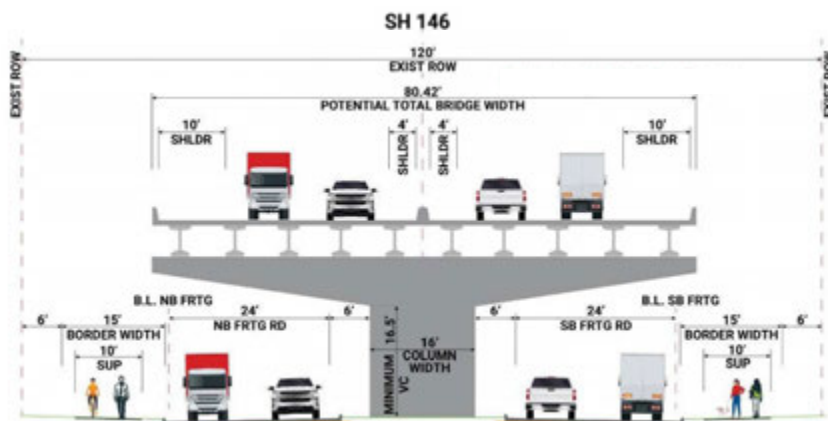 SH 146
120'
EXIST ROW
EXIST ROW
EXIST ROW
80.42'
POTENTIAL TOTAL BRIDGE WIDTH
10'
SHLDR
4'
SHLDR
4'
SHLDR
10'
SHLDR
B.L. NB FRTG
B.L. SB FRTG
6'
15'
BORDER WIDTH
10'
SUP
24'
NB FRTG RD
6'
MINIMUM 16.5'
VC
16'
COLUMN
WIDTH
6'
24'
SB FRTG RD
15'
BORDER WIDTH
10'
SUP
6'